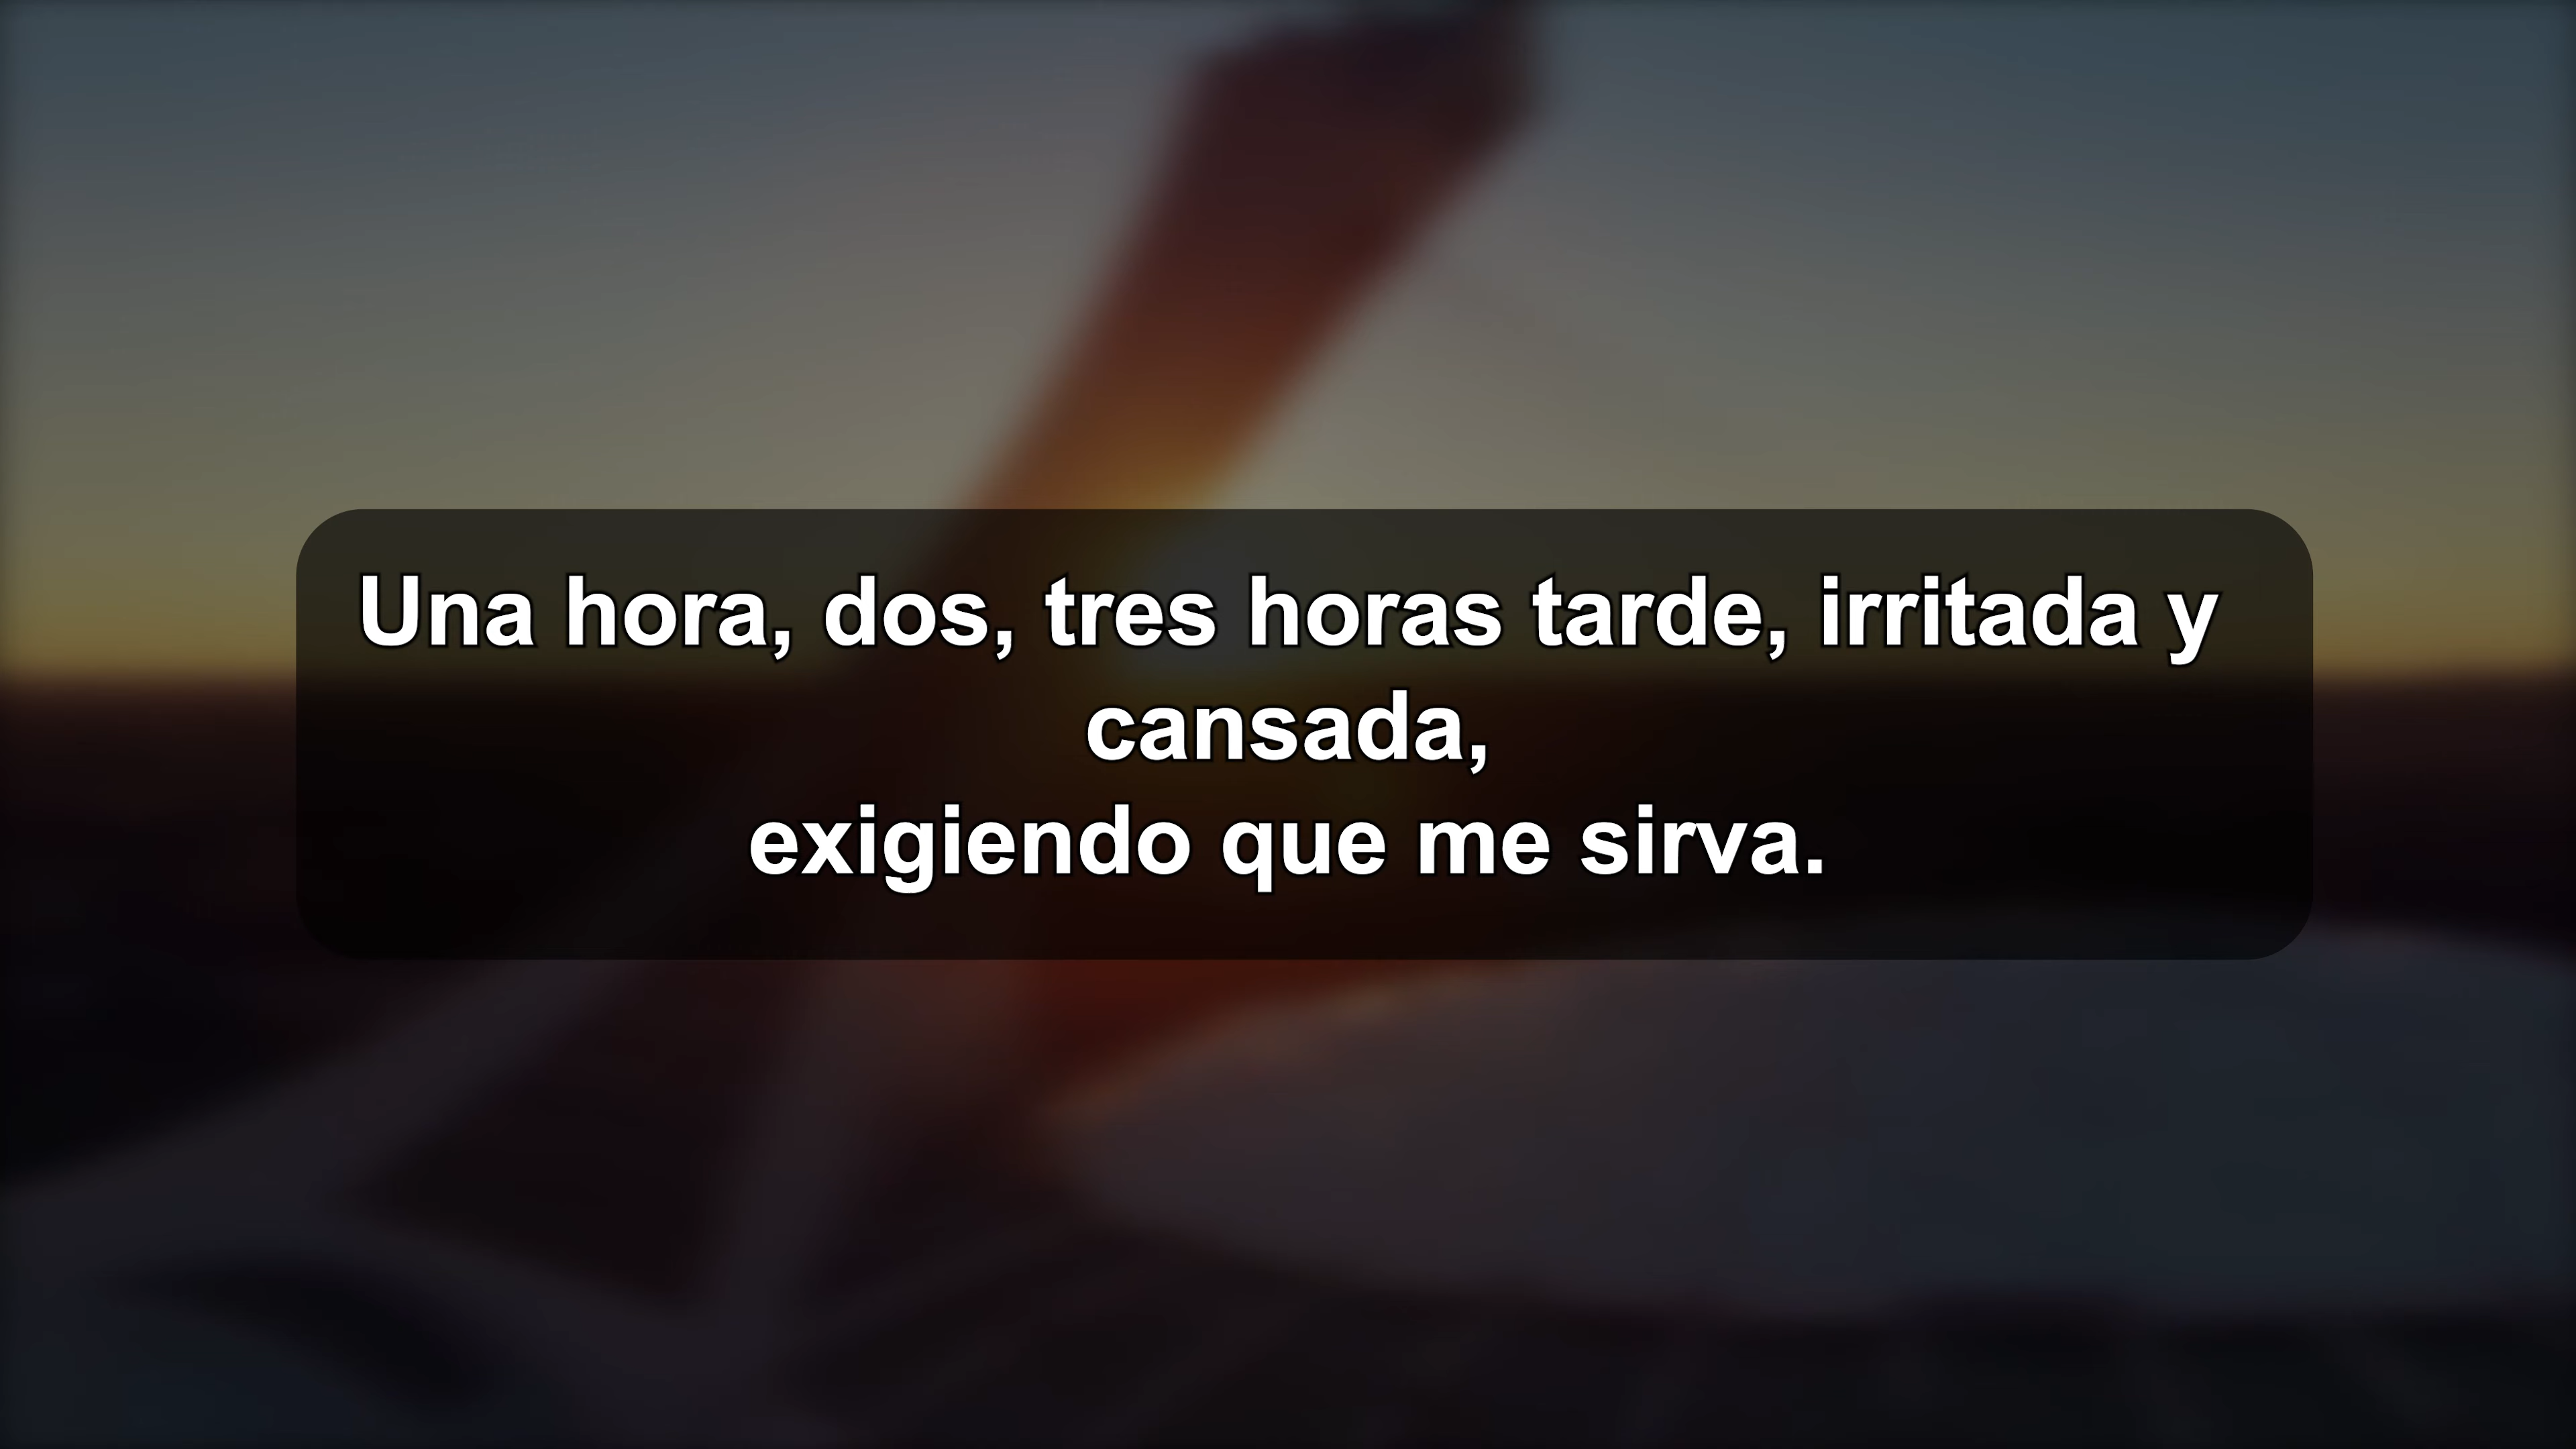 Una hora, dos, tres horas tarde, irritada y
cansada,
exigiendo que me sirva.